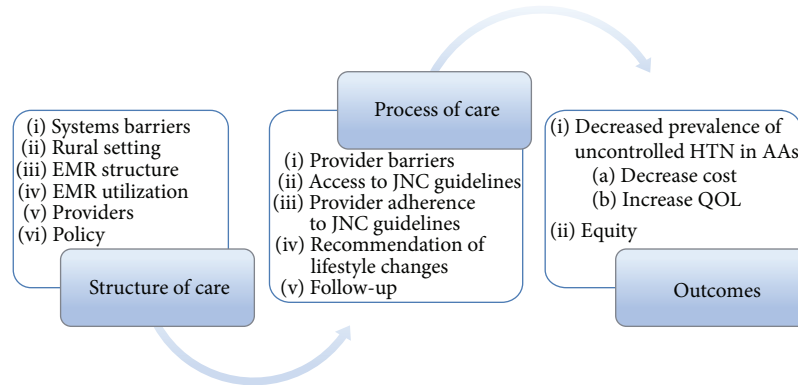 (i) Systems barriers
(ii) Rural setting
(iii) EMR structure
(iv) EMR utilization
(v) Providers
(vi) Policy
Structure of care
Process of care
(i) Provider barriers
(ii) Access to JNC guidelines
(iii) Provider adherence
to JNC guidelines
(iv) Recommendation of
lifestyle changes
(v) Follow-up
(i) Decreased prevalence of
uncontrolled HTN in AAs
(a) Decrease cost
(b) Increase QOL
(ii) Equity
Outcomes